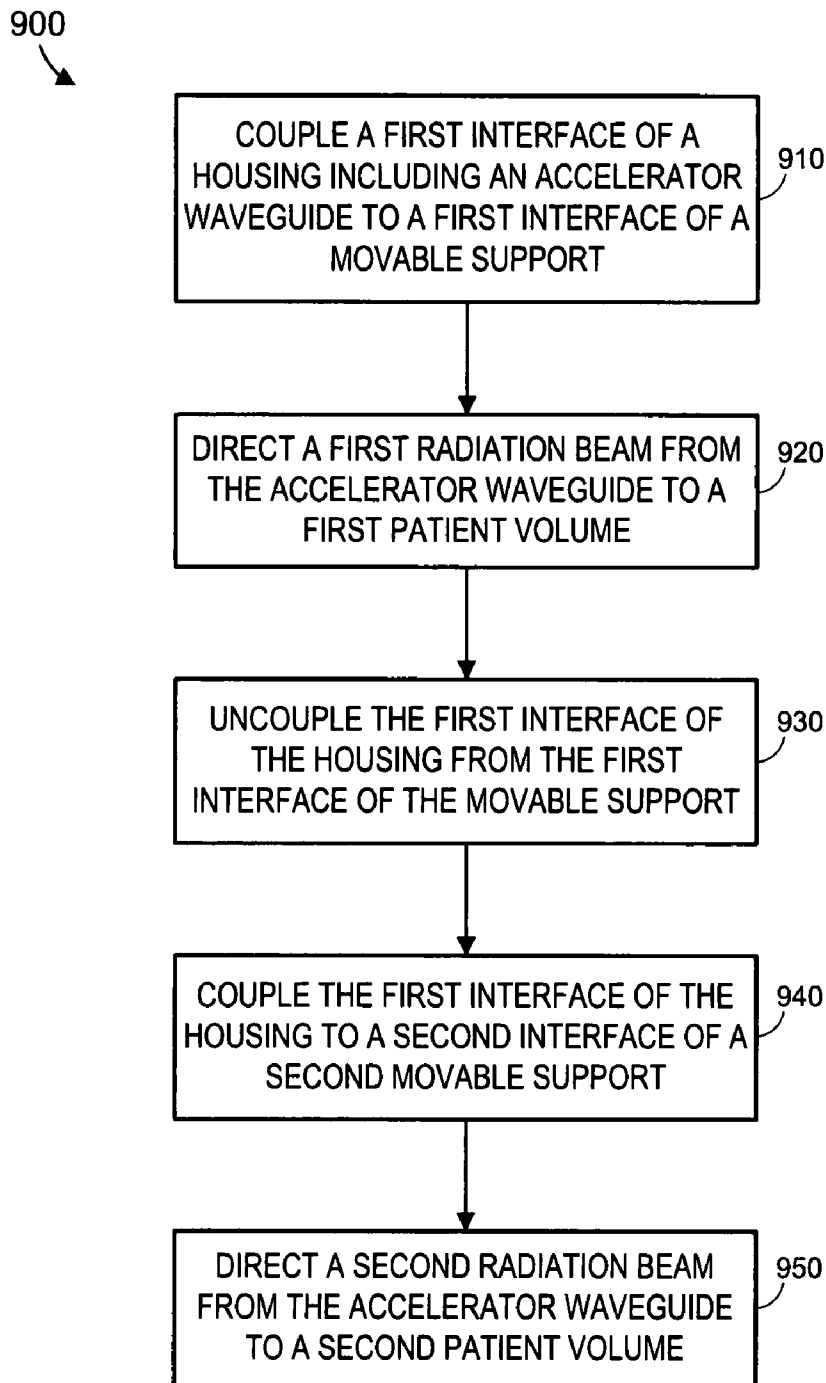 900
COUPLE A FIRST INTERFACE OF A
HOUSING INCLUDING AN ACCELERATOR
WAVEGUIDE TO A FIRST INTERFACE OF A
MOVABLE SUPPORT
910
DIRECT A FIRST RADIATION BEAM FROM
THE ACCELERATOR WAVEGUIDE TO A
FIRST PATIENT VOLUME
920
UNCOUPLE THE FIRST INTERFACE OF
THE HOUSING FROM THE FIRST
INTERFACE OF THE MOVABLE SUPPORT
930
COUPLE THE FIRST INTERFACE OF THE
HOUSING TO A SECOND INTERFACE OF A
SECOND MOVABLE SUPPORT
940
DIRECT A SECOND RADIATION BEAM
FROM THE ACCELERATOR WAVEGUIDE
TO A SECOND PATIENT VOLUME
950